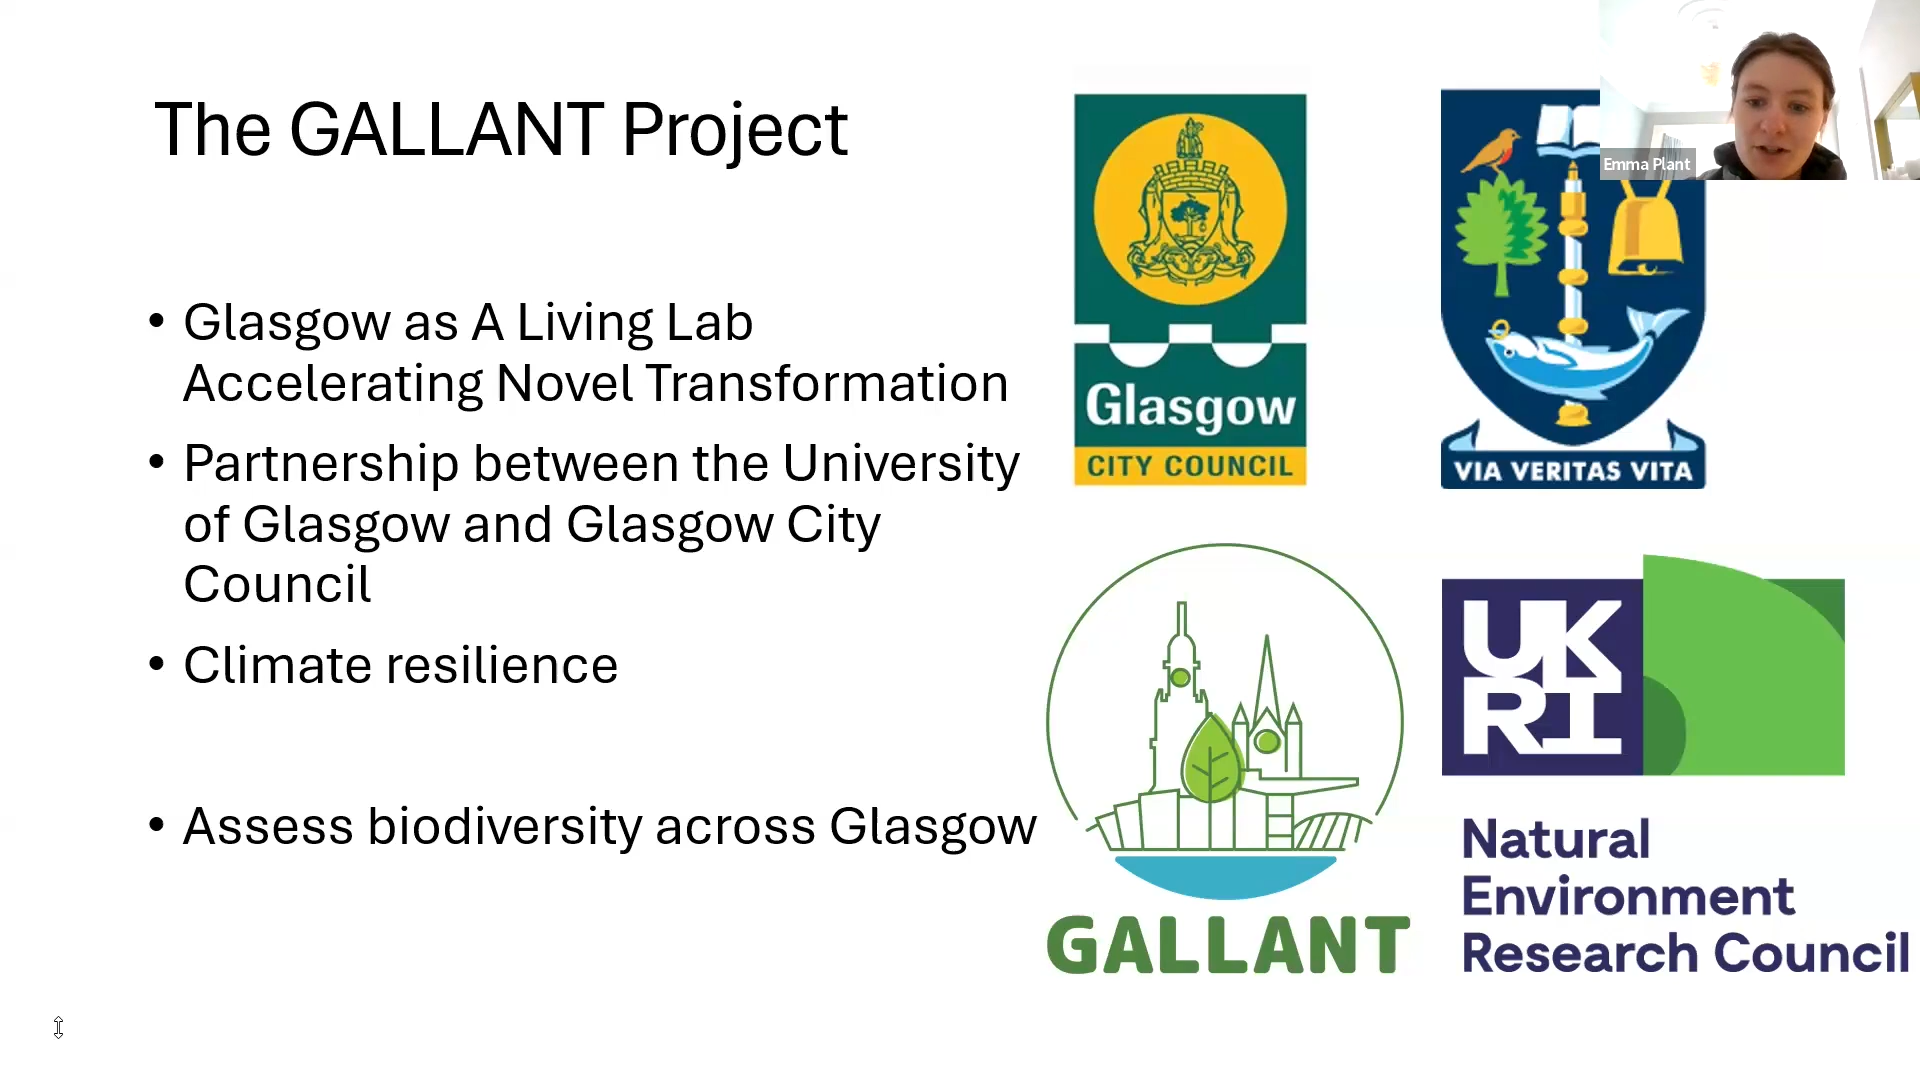 The GALLANT Project
• Glasgow as A Living Lab
Accelerating Novel Transformation
• Partnership between the University
of Glasgow and Glasgow City
Council
• Climate resilience
• Assess biodiversity across Glasgow
Glasgow
CITY COUNCIL
VIA VERITAS VITA
Emma Plant
GALLANT
UK
RI
Natural
Environment
Research Council